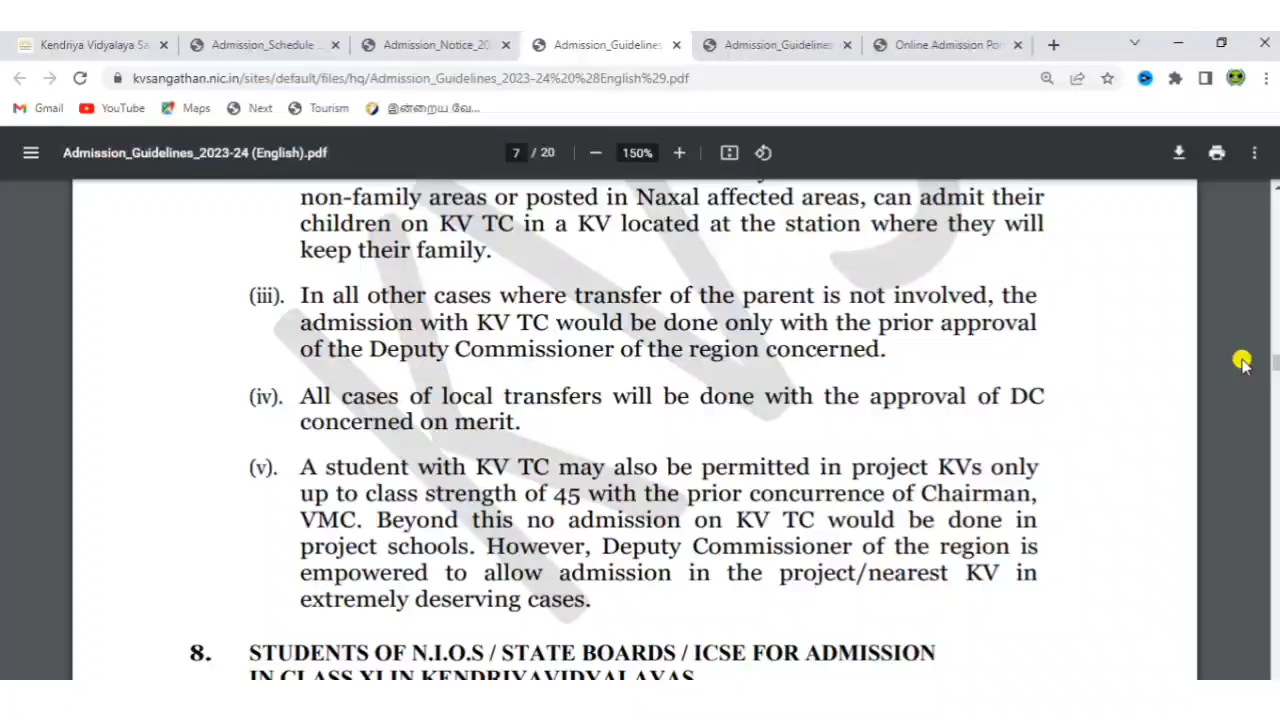 Kendriya Vidyalaya Sa
Admission_Schedule
Admission_Notice_20
Admission_Guidelines
Admission_Guidelines
Online Admission Por
kvsangathan.nic.in/sites/default/files/hq/Admission_Guidelines_2023-24%20%28English%29.pdf
Gmail YouTube Maps Next Tourism இன்றைய வே...
Admission_Guidelines_2023-24 (English).pdf
7 / 20
150%
non-family areas or posted in Naxal affected areas, can admit their
children on KV TC in a KV located at the station where they will
keep their family.
(iii). In all other cases where transfer of the parent is not involved, the
admission with KV TC would be done only with the prior approval
of the Deputy Commissioner of the region concerned.
(iv). All cases of local transfers will be done with the approval of DC
concerned on merit.
(v). A student with KV TC may also be permitted in project KVs only
up to class strength of 45 with the prior concurrence of Chairman,
VMC. Beyond this no admission on KV TC would be done in
project schools. However, Deputy Commissioner of the region is
empowered to allow admission in the project/nearest KV in
extremely deserving cases.
8. STUDENTS OF N.I.O.S / STATE BOARDS / ICSE FOR ADMISSION
IN CLASS XI IN KENDRIYAVIDYALAYAS